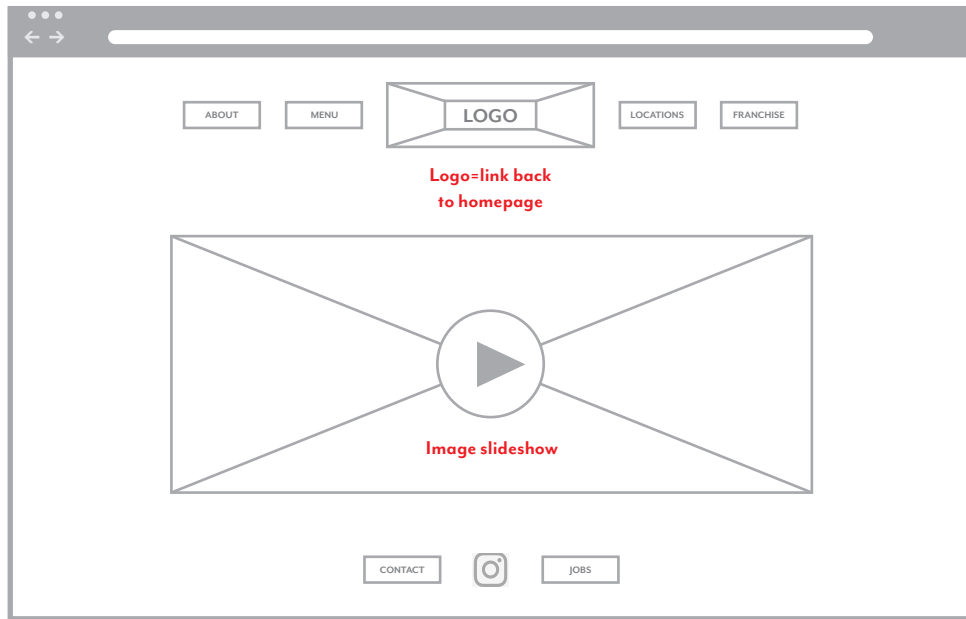 ABOUT
MENU
LOGO
LOCATIONS
FRANCHISE
Logo=link back
to homepage
Image slideshow
CONTACT
JOBS